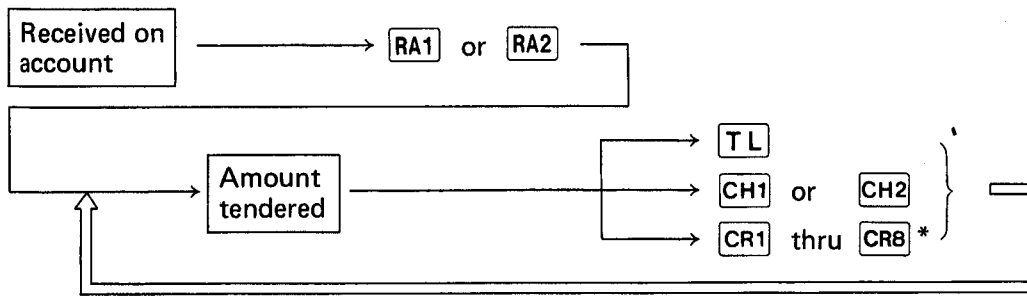 Received on
account
RA1 or RA2
Amount
tendered
TL
CH1 or CH2
CR1 thru CR8 *